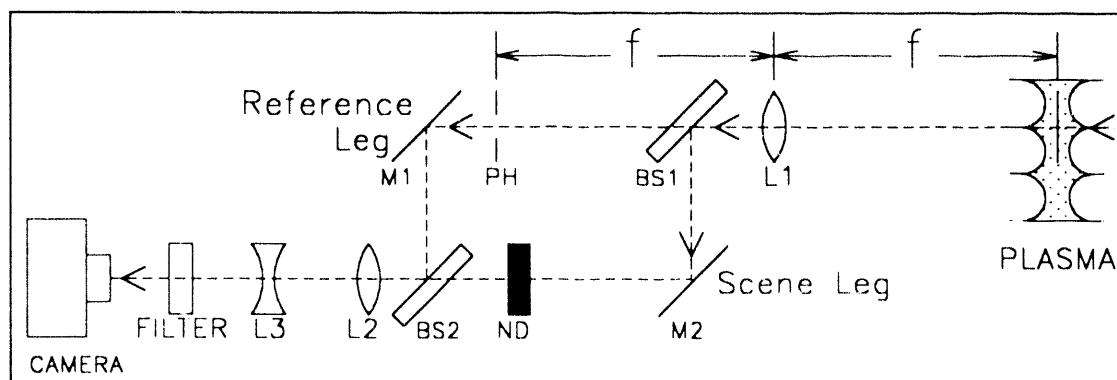 f
f
Reference
Leg
M1
PH
BS1
L1
PLASMA
Scene Leg
FILTER
L3
L2
BS2
ND
M2
CAMERA